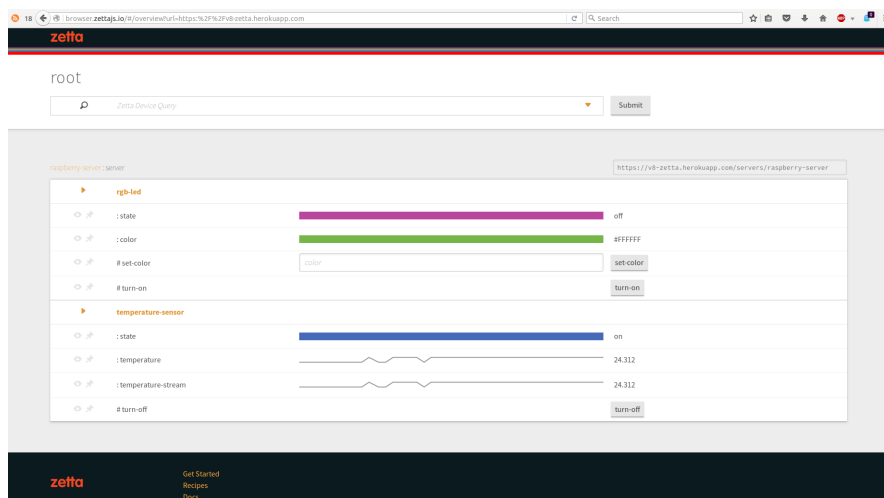 18 browser.zettajs.io/#/overview?url=https:%2F%2Fv8-zetta.herokuapp.com Search
zetta
root
Zetta Device Query Submit
raspberry-server :server https://v8-zetta.herokuapp.com/servers/raspberry-server
rgb-led
: state off
: color #FFFFFF
# set-color color set-color
# turn-on turn-on
temperature-sensor
: state on
: temperature 24.312
: temperature-stream 24.312
# turn-off turn-off
zetta Get Started
Recipes
Docs